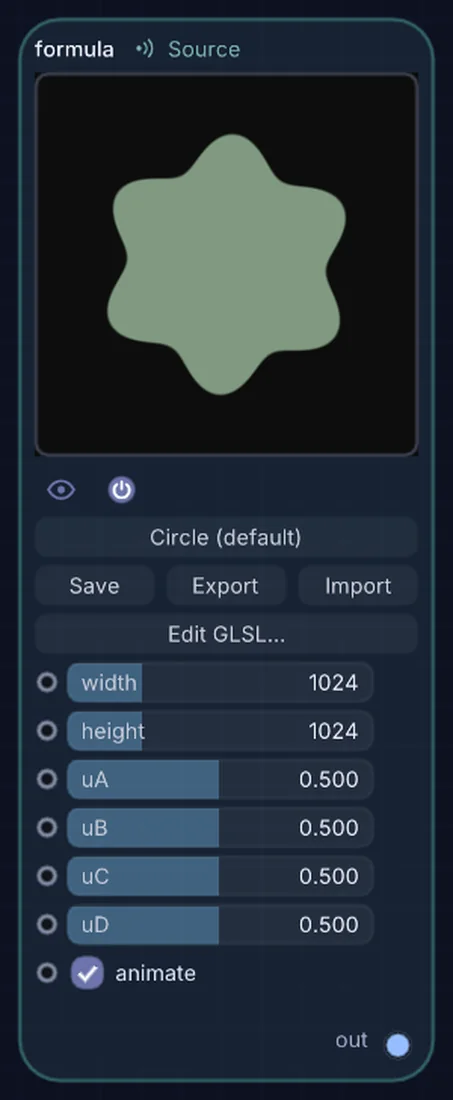 formula Source
Circle (default)
Save Export Import
Edit GLSL...
width 1024
height 1024
uA 0.500
uB 0.500
uC 0.500
uD 0.500
animate
out